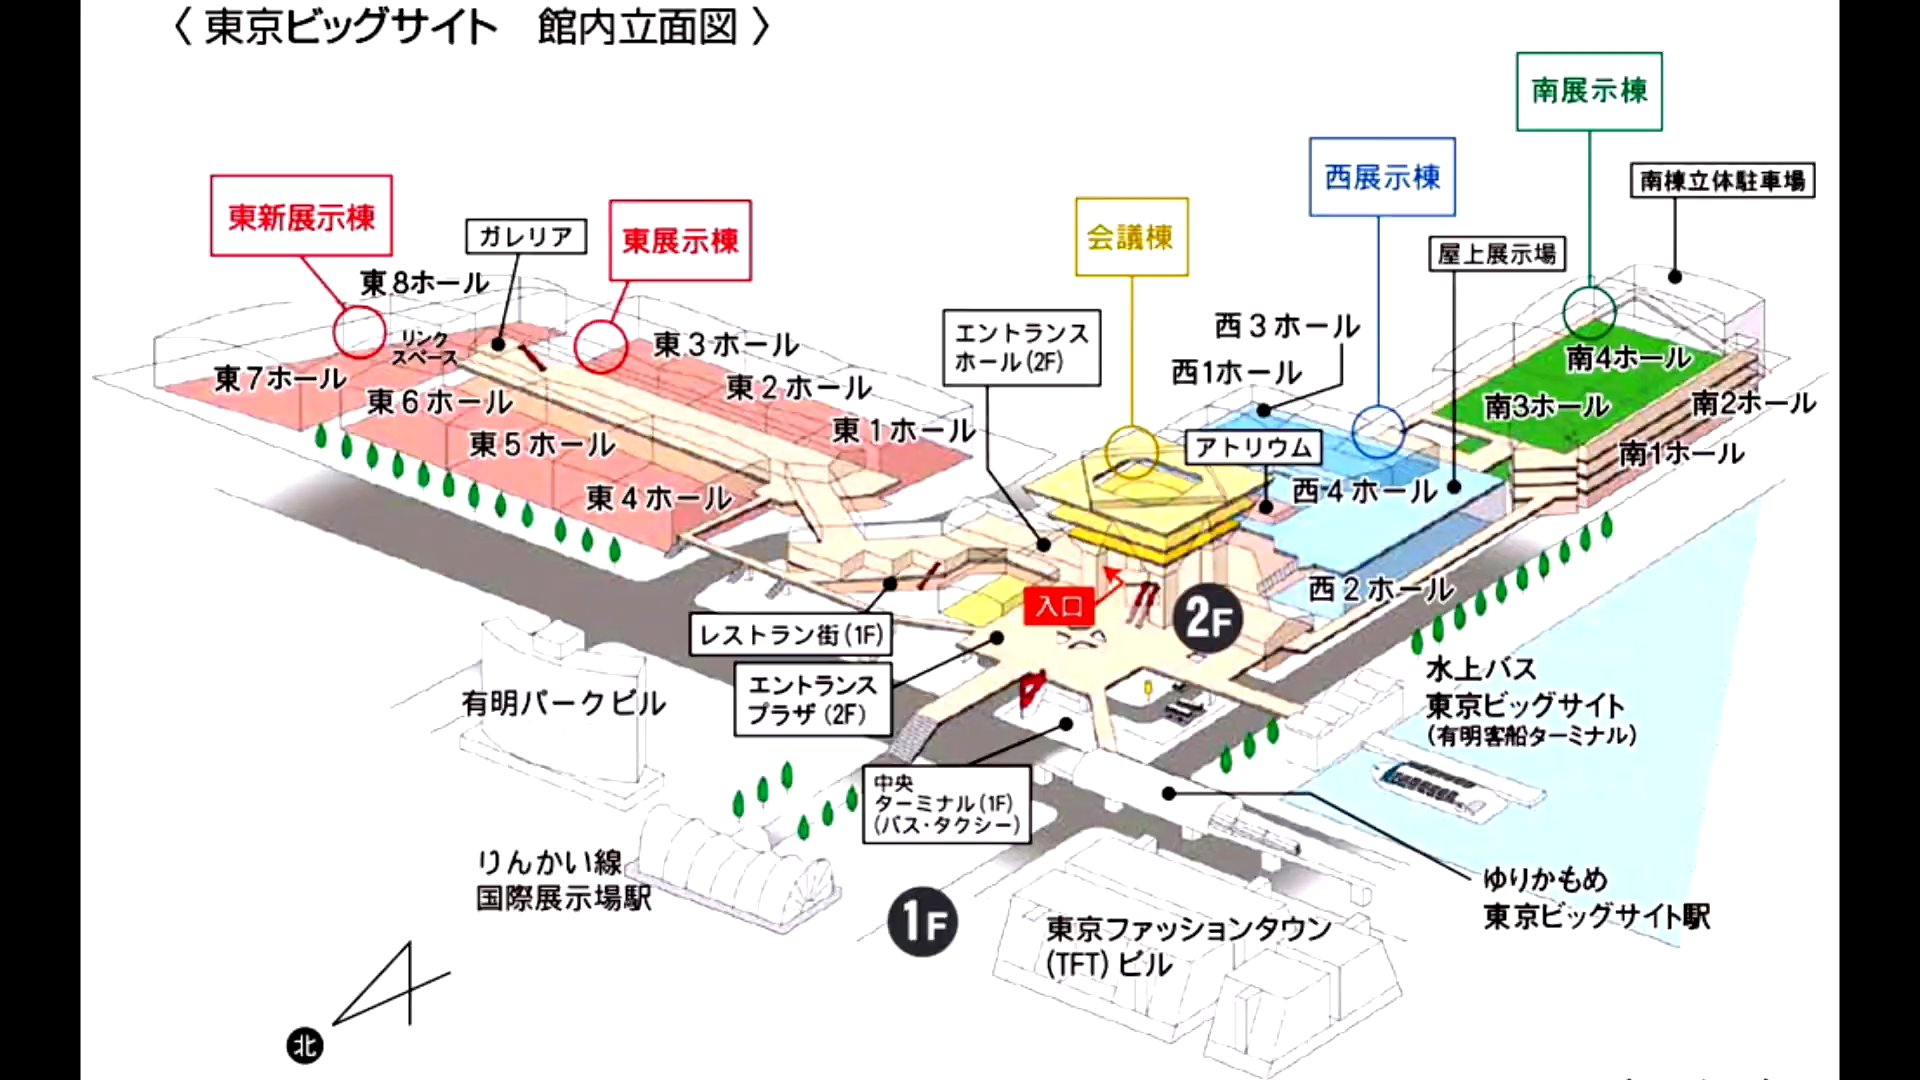 〈 東京ビッグサイト 館内立面図 〉
南展示棟
西展示棟
南棟立体駐車場
東新展示棟
ガレリア
東展示棟
会議棟
屋上展示場
東8ホール
リンク
スペース
東3ホール
エントランス
ホール(2F)
西3ホール
西1ホール
南4ホール
東7ホール
東6ホール
東2ホール
南3ホール
南2ホール
東5ホール
東1ホール
アトリウム
南1ホール
東4ホール
西4ホール
西2ホール
入口
2F
レストラン街(1F)
エントランス
プラザ(2F)
有明パークビル
水上バス
東京ビッグサイト
(有明客船ターミナル)
中央
ターミナル(1F)
(バス・タクシー)
りんかい線
国際展示場駅
ゆりかもめ
東京ビッグサイト駅
1F
東京ファッションタウン
(TFT)ビル
北